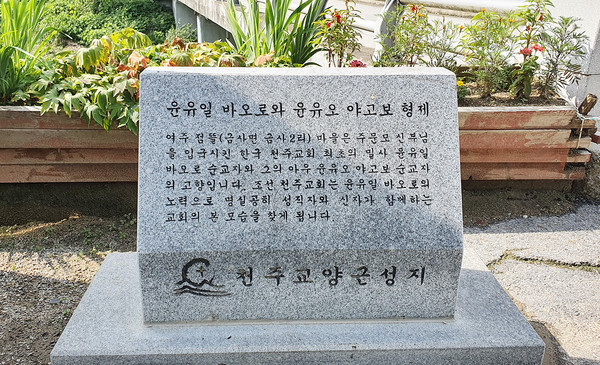 윤유일 바오로와 윤유오 야고보 형제
여주 점뜰(금사면 금사2리) 마을은 주문모 신부님
을 입국시킨 한국 천주교회 최초의 밀사 윤유일
바오로 순교자와 그의 아우 윤유오 야고보 순교자
의 고향입니다. 조선 천주교회는 윤유일 바오로의
노력으로 명실공히 성직자와 신자가 함께하는
교회의 본 모습을 찾게 됩니다.
천주교양근성지